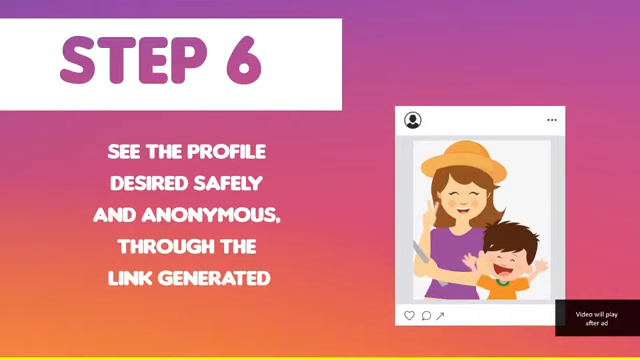 STEP 6
SEE THE PROFILE
DESIRED SAFELY
AND ANONYMOUS,
THROUGH THE
LINK GENERATED
Video will play
after ad